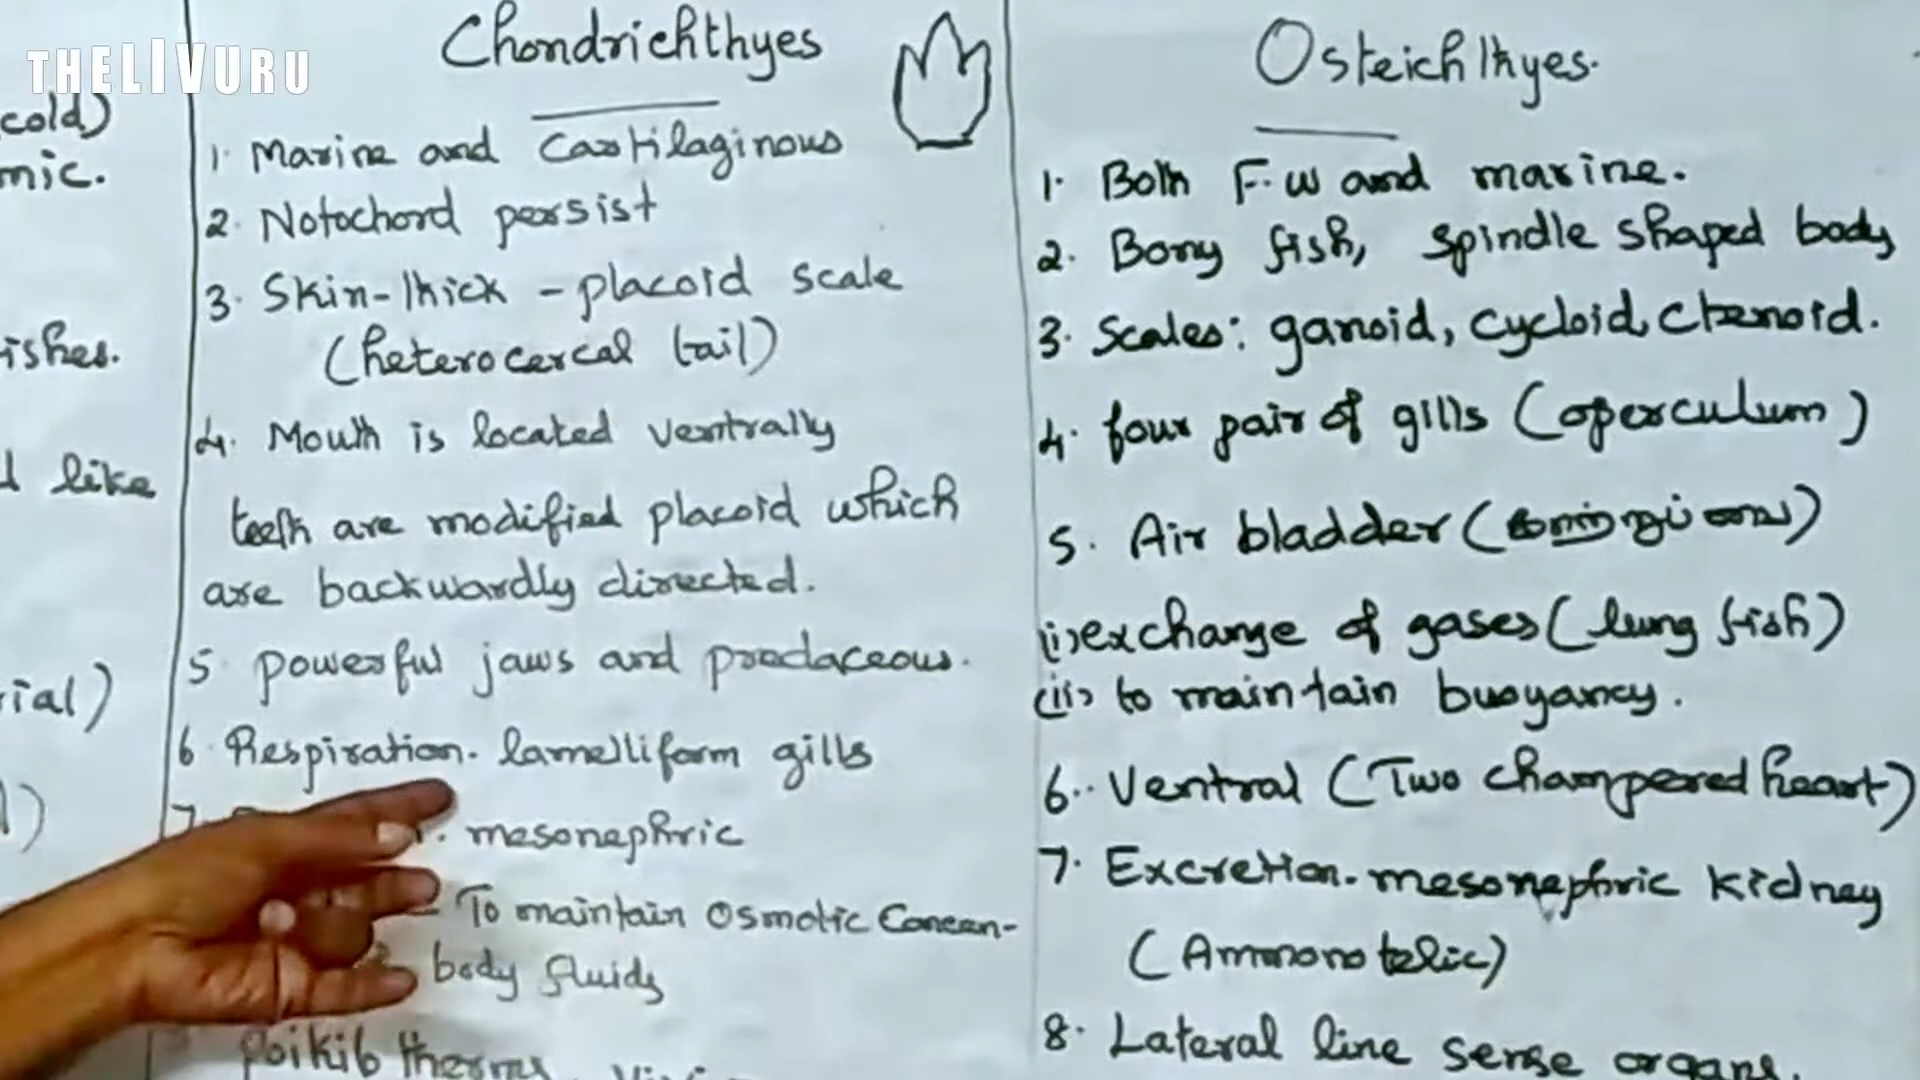 THELIVURU
cold)
mic.
ishes.
d like
rial)
Chondrichthyes
1. Marine and Cartilaginous
2. Notochord persist
3. Skin-thick - placoid scale
(heterocercal tail)
4. Mouth is located ventrally
teeth are modified placoid which
are backwardly directed.
5. powerful jaws and predaceous.
6 Respiration. lamelliform gills
7. mesonephric
To maintain Osmotic Concen-
body fluids
Poikilotherms
Osteichthyes.
1. Both F.w and marine.
2. Bony fish, Spindle shaped body
3. Scales: ganoid, cycloid, ctenoid.
4. four pair of gills (operculum)
5. Air bladder (
(i) exchange of gases (lung fish)
(ii) to maintain buoyancy.
6. Ventral (Two champered heart)
7. Excretion. mesonephric kidney
(Ammonotelic)
8. Lateral line sense organs.